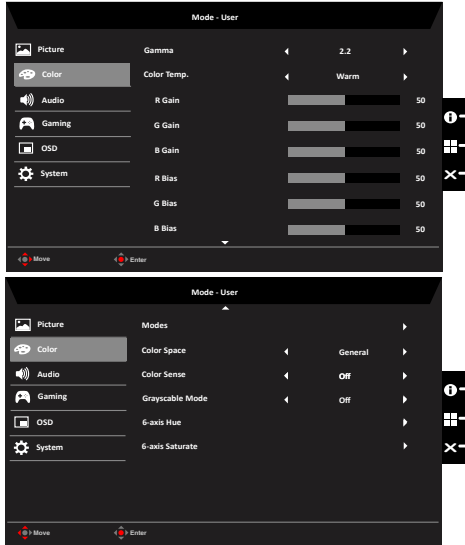 Mode - User
Picture Gamma 2.2
Color Color Temp. Warm
Audio R Gain 50
Gaming G Gain 50
OSD B Gain 50
System R Bias 50
G Bias 50
B Bias 50
Move Enter
Mode - User
Picture Modes
Color Color Space General
Audio Color Sense Off
Gaming Grayscable Mode Off
OSD 6-axis Hue
System 6-axis Saturate
Move Enter